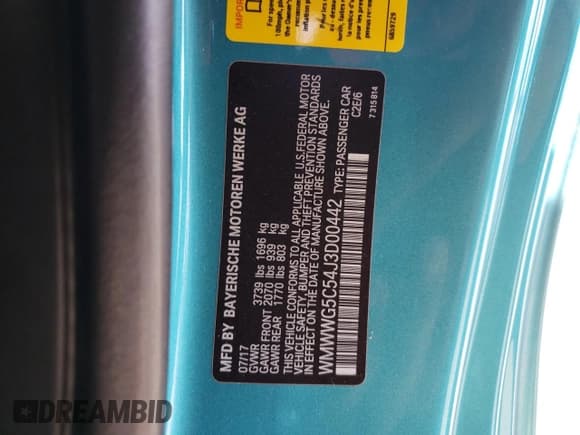 MFD BY BAYERISCHE MOTOREN WERKE AG
07/17
GVWR 3739 lbs 1696 kg
GAWR FRONT 2070 lbs 939 kg
GAWR REAR 1770 lbs 803 kg
THIS VEHICLE CONFORMS TO ALL APPLICABLE U.S.FEDERAL MOTOR
VEHICLE SAFETY, BUMPER,AND THEFT PREVENTION STANDARDS
IN EFFECT ON THE DATE OF MANUFACTURE SHOWN ABOVE.
WMWWG5C54J3D00442 TYPE: PASSENGER CAR
C2E/6
7 315 814
6859729
DREAMBID